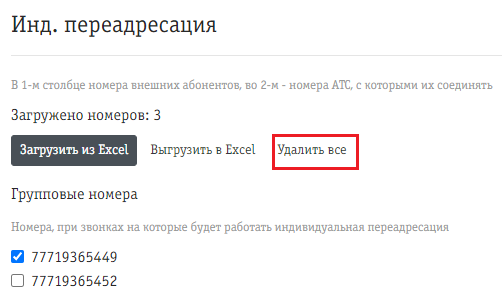 Инд. переадресация
В 1-м столбце номера внешних абонентов, во 2-м - номера АТС, с которыми их соединять
Загружено номеров: 3
Загрузить из Excel Выгрузить в Excel Удалить все
Групповые номера
Номера, при звонках на которые будет работать индивидуальная переадресация
77719365449
77719365452